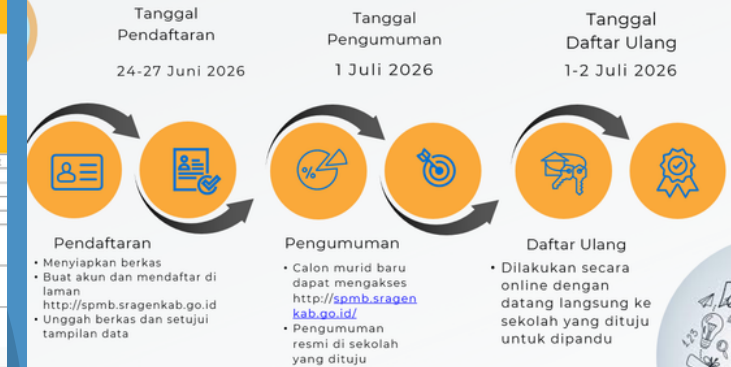 Tanggal
Pendaftaran
24-27 Juni 2026
Tanggal
Pengumuman
1 Juli 2026
Tanggal
Daftar Ulang
1-2 Juli 2026
%
Pendaftaran
• Menyiapkan berkas
• Buat akun dan mendaftar di
laman
http://spmb.sragenkab.go.id
• Unggah berkas dan setujui
tampilan data
Pengumuman
• Calon murid baru
dapat mengakses
http://spmb.sragen
kab.go.id/
• Pengumuman
resmi di sekolah
yang dituju
Daftar Ulang
• Dilakukan secara
online dengan
datang langsung ke
sekolah yang dituju
untuk dipandu
123